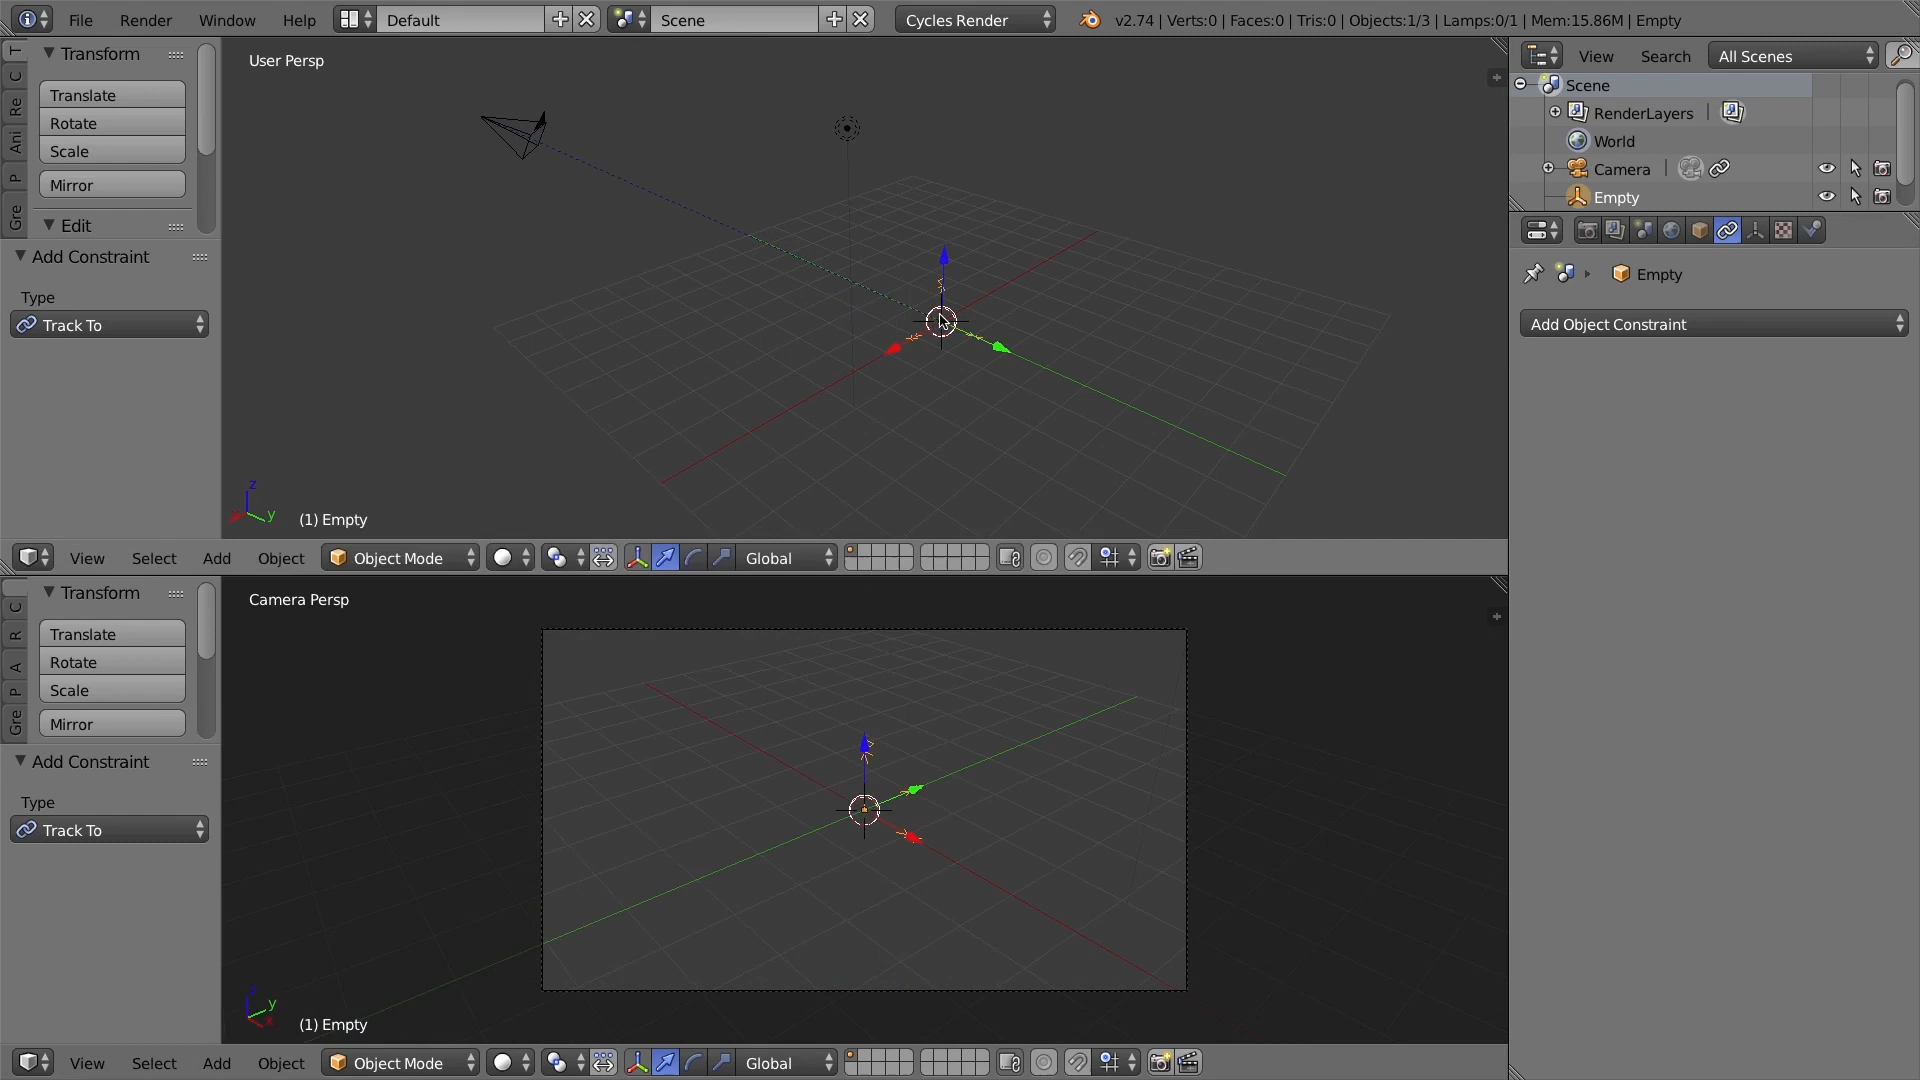 File Render Window Help Default Scene Cycles Render v2.74 | Verts:0 | Faces:0 | Tris:0 | Objects:1/3 | Lamps:0/1 | Mem:15.86M | Empty
T
C
Re
Ani
P
Gre
Transform
Translate
Rotate
Scale
Mirror
Edit
Add Constraint
Type
Track To
User Persp
z
x
y
(1) Empty
View Select Add Object Object Mode Global
C
R
A
P
Gre
Transform
Translate
Rotate
Scale
Mirror
Add Constraint
Type
Track To
Camera Persp
z
y
x
(1) Empty
View Select Add Object Object Mode Global
View Search All Scenes
Scene
RenderLayers |
World
Camera |
Empty
Empty
Add Object Constraint